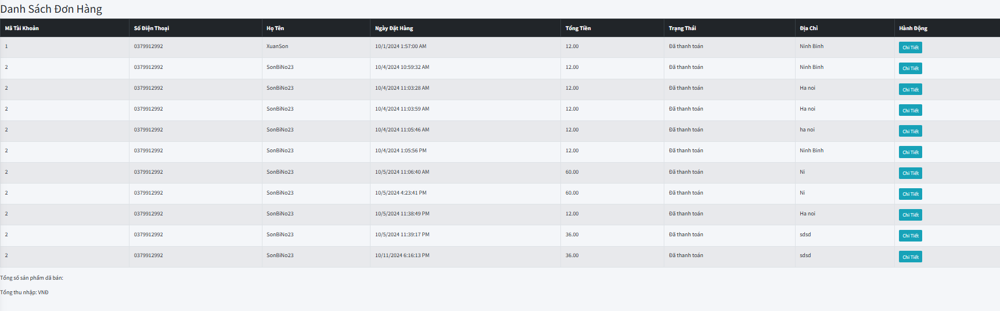 Danh Sách Đơn Hàng
Mã Tài Khoản Số Điện Thoại Họ Tên Ngày Đặt Hàng Tổng Tiền Trạng Thái Địa Chỉ Hành Động
1 0379912992 XuanSon 10/1/2024 1:57:00 AM 12.00 Đã thanh toán Ninh Binh Chi Tiết
2 0379912992 SonBiNo23 10/4/2024 10:59:32 AM 12.00 Đã thanh toán Ninh Binh Chi Tiết
2 0379912992 SonBiNo23 10/4/2024 11:03:28 AM 12.00 Đã thanh toán Ha noi Chi Tiết
2 0379912992 SonBiNo23 10/4/2024 11:03:59 AM 12.00 Đã thanh toán Ha noi Chi Tiết
2 0379912992 SonBiNo23 10/4/2024 11:05:46 AM 12.00 Đã thanh toán ha noi Chi Tiết
2 0379912992 SonBiNo23 10/4/2024 1:05:56 PM 12.00 Đã thanh toán Ninh Binh Chi Tiết
2 0379912992 SonBiNo23 10/5/2024 11:06:40 AM 60.00 Đã thanh toán Ni Chi Tiết
2 0379912992 SonBiNo23 10/5/2024 4:23:41 PM 60.00 Đã thanh toán Ni Chi Tiết
2 0379912992 SonBiNo23 10/5/2024 11:38:49 PM 12.00 Đã thanh toán Ha noi Chi Tiết
2 0379912992 SonBiNo23 10/5/2024 11:39:17 PM 36.00 Đã thanh toán sdsd Chi Tiết
2 0379912992 SonBiNo23 10/11/2024 6:16:13 PM 36.00 Đã thanh toán sdsd Chi Tiết
Tổng số sản phẩm đã bán:
Tổng thu nhập: VNĐ